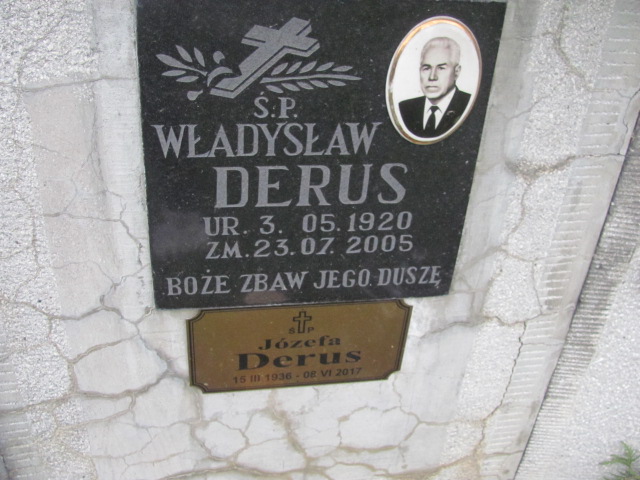 Ś.P.
WŁADYSŁAW
DERUS
UR. 3. 05.1920
ZM. 23.07.2005
BOŻE ZBAW JEGO DUSZĘ
Ś P
Józefa
Derus
15 III 1936 - 08 VI 2017